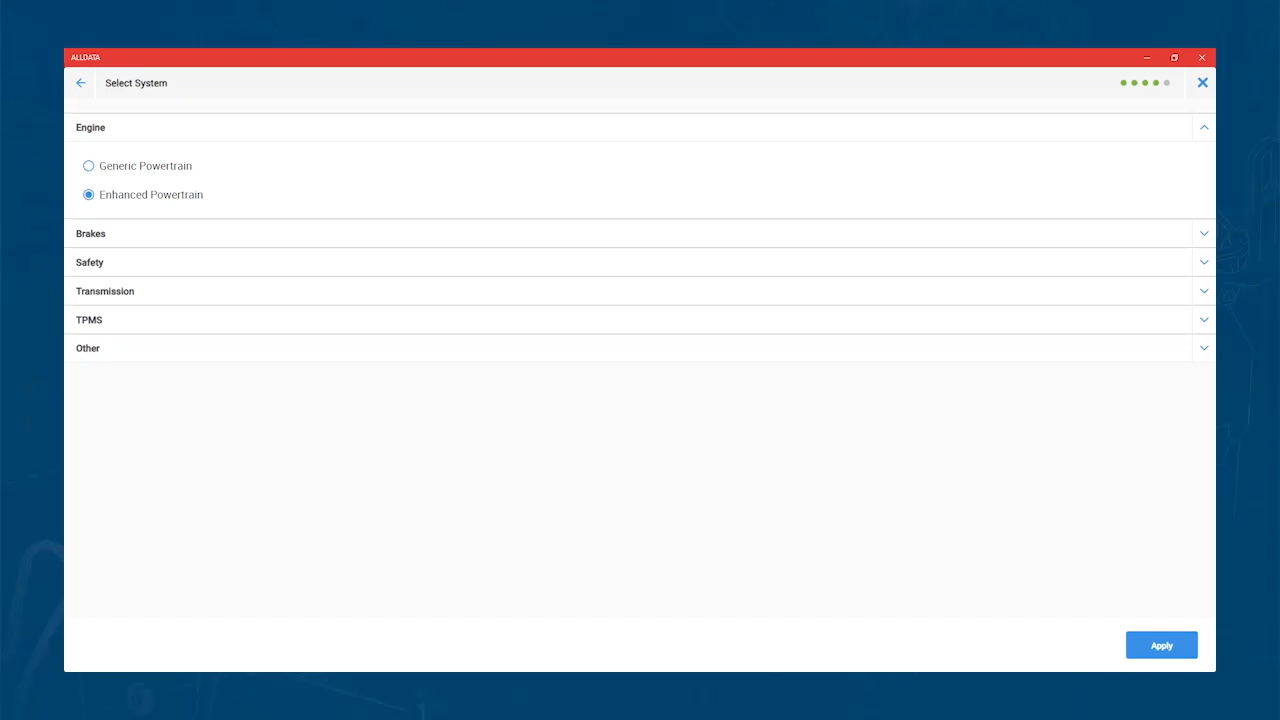 ALLDATA
Select System
Engine
Generic Powertrain
Enhanced Powertrain
Brakes
Safety
Transmission
TPMS
Other
Apply